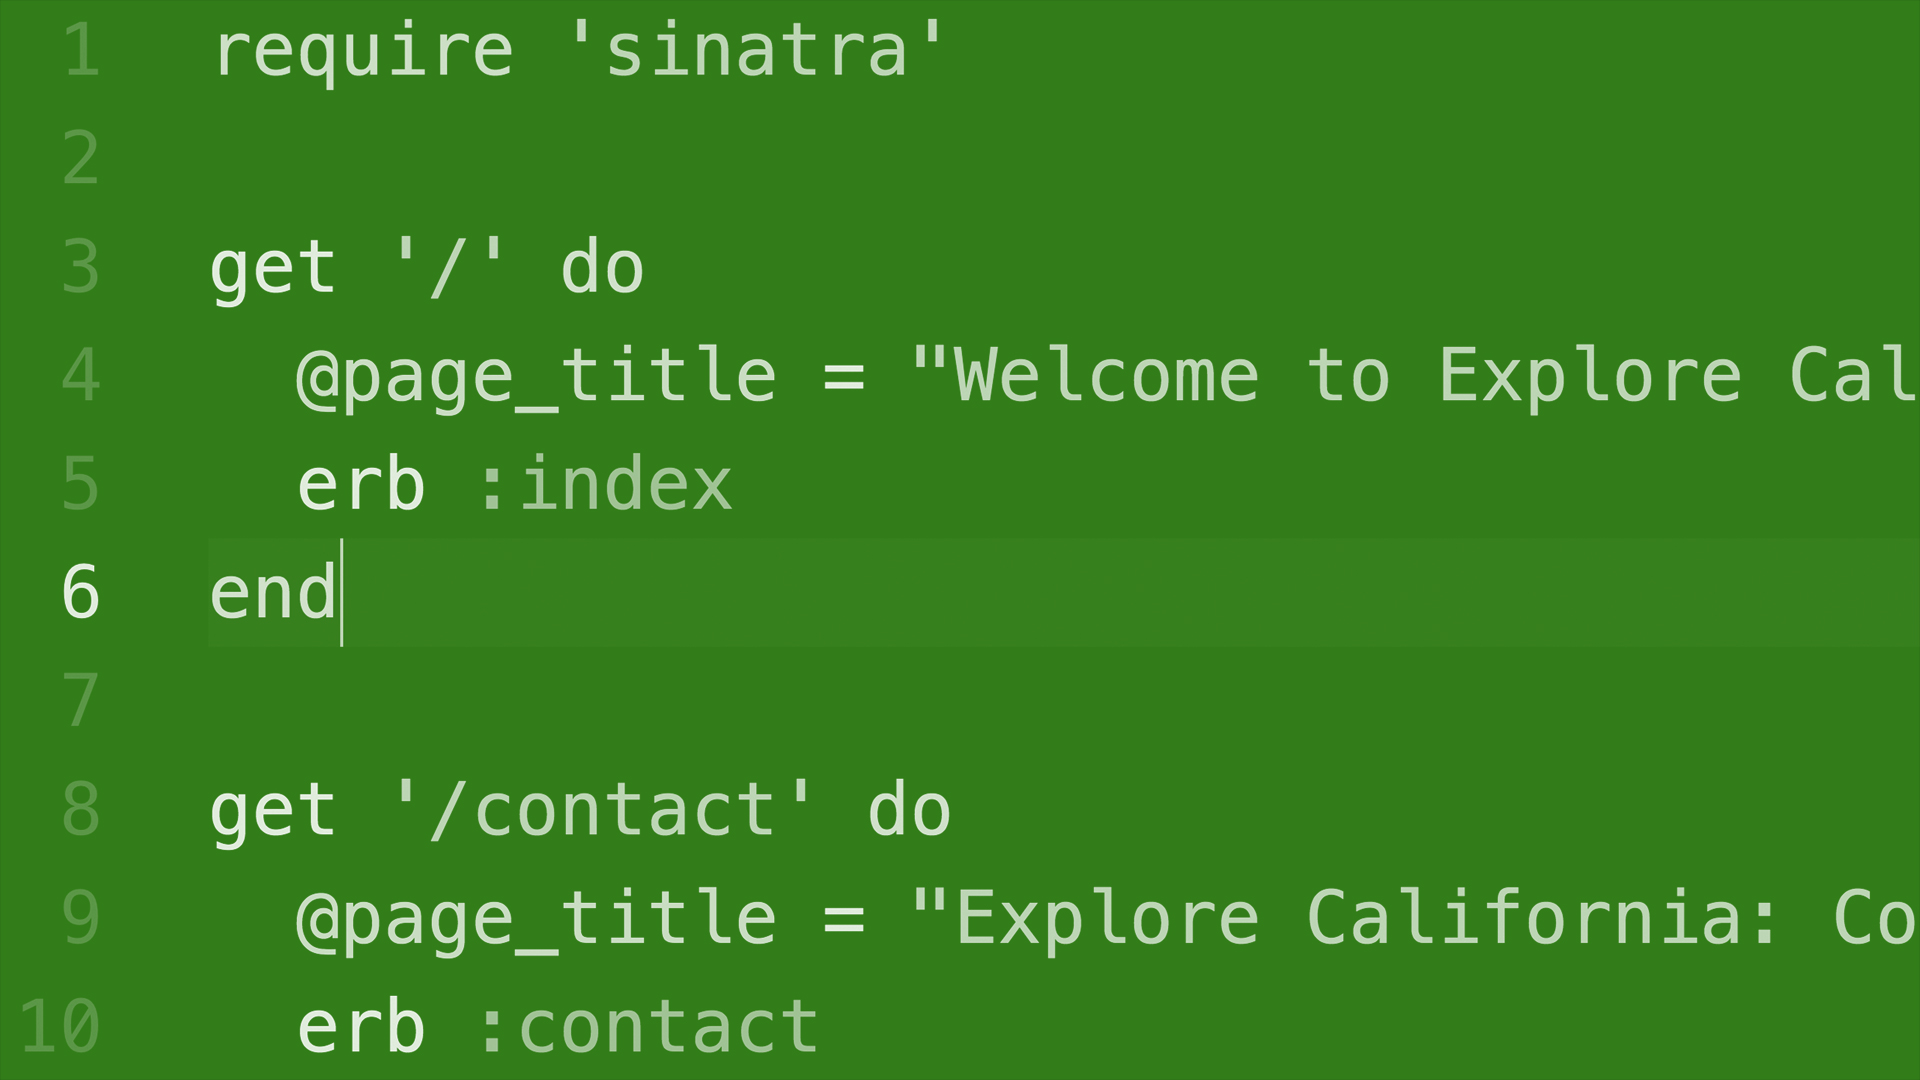 1 require 'sinatra'
2
3 get '/' do
4   @page_title = "Welcome to Explore Cal
5   erb :index
6 end
7
8 get '/contact' do
9   @page_title = "Explore California: Co
10   erb :contact